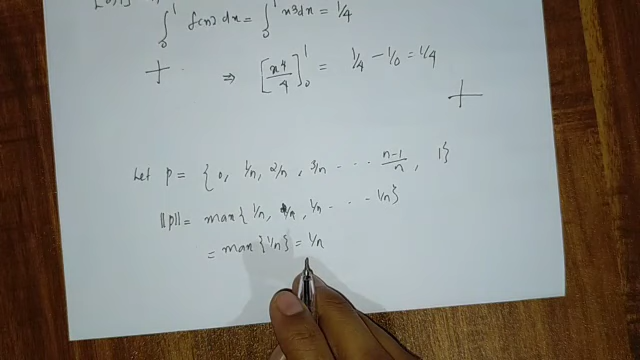 ∫₀¹ f(x) dx = ∫₀¹ x3dx = 1/4
⇒ [x4/4]₀¹ = 1/4 - 1/0 = 1/4
Let P = {0, 1/n, 2/n, 3/n - - - n-1/n, 1}
||P|| = max{1/n, 1/n, 1/n - - - 1/n}
= max{1/n} = 1/n